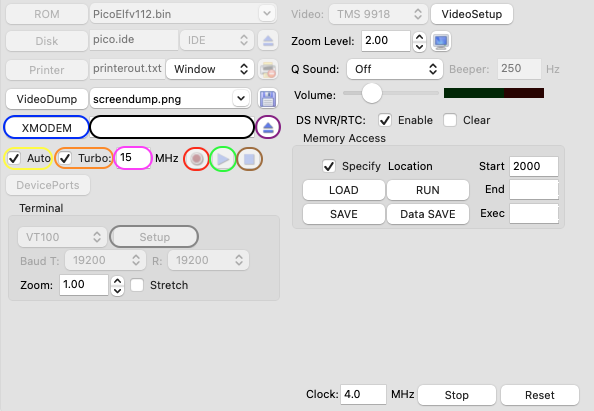 ROM PicoElfv112.bin
Disk pico.ide IDE
Printer printerout.txt Window
VideoDump screendump.png
XMODEM
Auto Turbo: 15 MHz
DevicePorts
Terminal
VT100 Setup
Baud T: 19200 R: 19200
Zoom: 1.00 Stretch
Video: TMS 9918 VideoSetup
Zoom Level: 2.00
Q Sound: Off Beeper: 250 Hz
Volume:
DS NVR/RTC: Enable Clear
Memory Access
Specify Location Start 2000
LOAD RUN End
SAVE Data SAVE Exec
Clock: 4.0 MHz Stop Reset